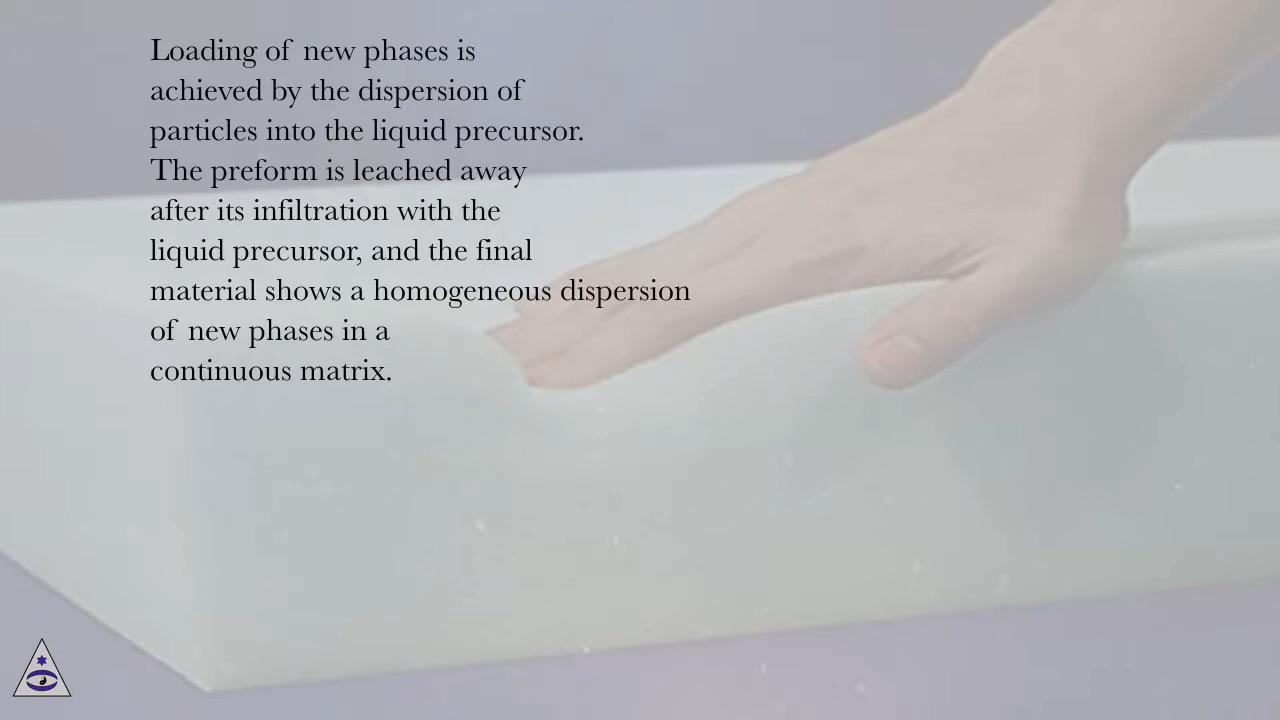 Loading of new phases is
achieved by the dispersion of
particles into the liquid precursor.
The preform is leached away
after its infiltration with the
liquid precursor, and the final
material shows a homogeneous dispersion
of new phases in a
continuous matrix.